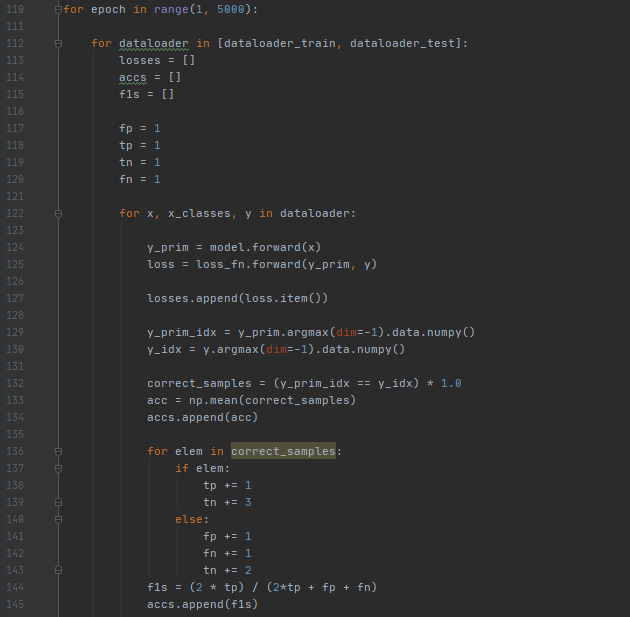 110 for epoch in range(1, 5000):
111
112 for dataloader in [dataloader_train, dataloader_test]:
113 losses = []
114 accs = []
115 f1s = []
116
117 fp = 1
118 tp = 1
119 tn = 1
120 fn = 1
121
122 for x, x_classes, y in dataloader:
123
124 y_prim = model.forward(x)
125 loss = loss_fn.forward(y_prim, y)
126
127 losses.append(loss.item())
128
129 y_prim_idx = y_prim.argmax(dim=-1).data.numpy()
130 y_idx = y.argmax(dim=-1).data.numpy()
131
132 correct_samples = (y_prim_idx == y_idx) * 1.0
133 acc = np.mean(correct_samples)
134 accs.append(acc)
135
136 for elem in correct_samples:
137 if elem:
138 tp += 1
139 tn += 3
140 else:
141 fp += 1
142 fn += 1
143 tn += 2
144 f1s = (2 * tp) / (2*tp + fp + fn)
145 accs.append(f1s)